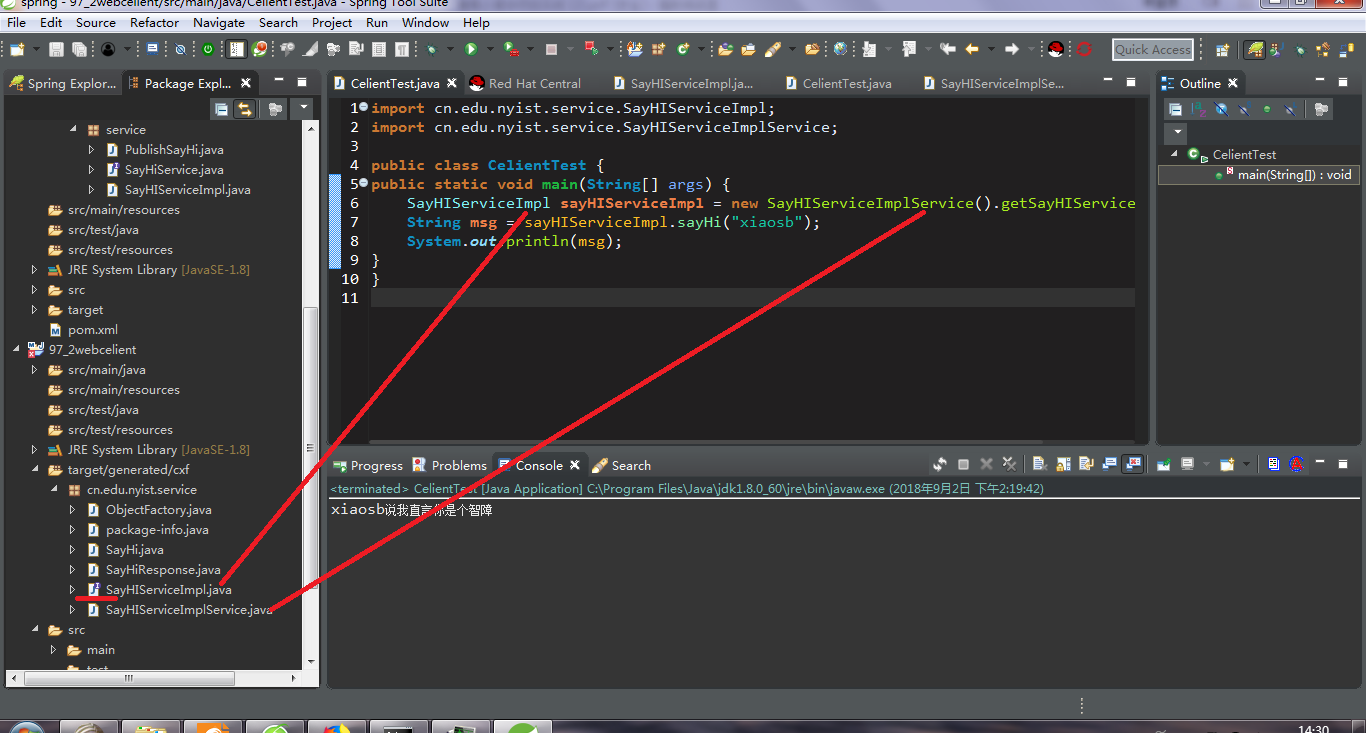 spring - 97_2webcelient/src/main/java/CelientTest.java - Spring Tool Suite
File Edit Source Refactor Navigate Search Project Run Window Help
Quick Access
Spring Explor...
Package Expl...
service
PublishSayHi.java
SayHiService.java
SayHIServiceImpl.java
src/main/resources
src/test/java
src/test/resources
JRE System Library [JavaSE-1.8]
src
target
pom.xml
97_2webcelient
src/main/java
src/main/resources
src/test/java
src/test/resources
JRE System Library [JavaSE-1.8]
target/generated/cxf
cn.edu.nyist.service
ObjectFactory.java
package-info.java
SayHi.java
SayHiResponse.java
SayHIServiceImpl.java
SayHIServiceImplService.java
src
main
test
CelientTest.java
Red Hat Central
SayHIServiceImpl.ja...
CelientTest.java
SayHIServiceImplSe...
1 import cn.edu.nyist.service.SayHIServiceImpl;
2 import cn.edu.nyist.service.SayHIServiceImplService;
3
4 public class CelientTest {
5 public static void main(String[] args) {
6 SayHIServiceImpl sayHIServiceImpl = new SayHIServiceImplService().getSayHIService
7 String msg = sayHIServiceImpl.sayHi("xiaosb");
8 System.out.println(msg);
9 }
10 }
11
Outline
CelientTest
main(String[]) : void
Progress
Problems
Console
Search
<terminated> CelientTest [Java Application] C:\Program Files\Java\jdk1.8.0_60\jre\bin\javaw.exe (2018年9月2日 下午2:19:42)
xiaosb说我直言你是个智障
14:30